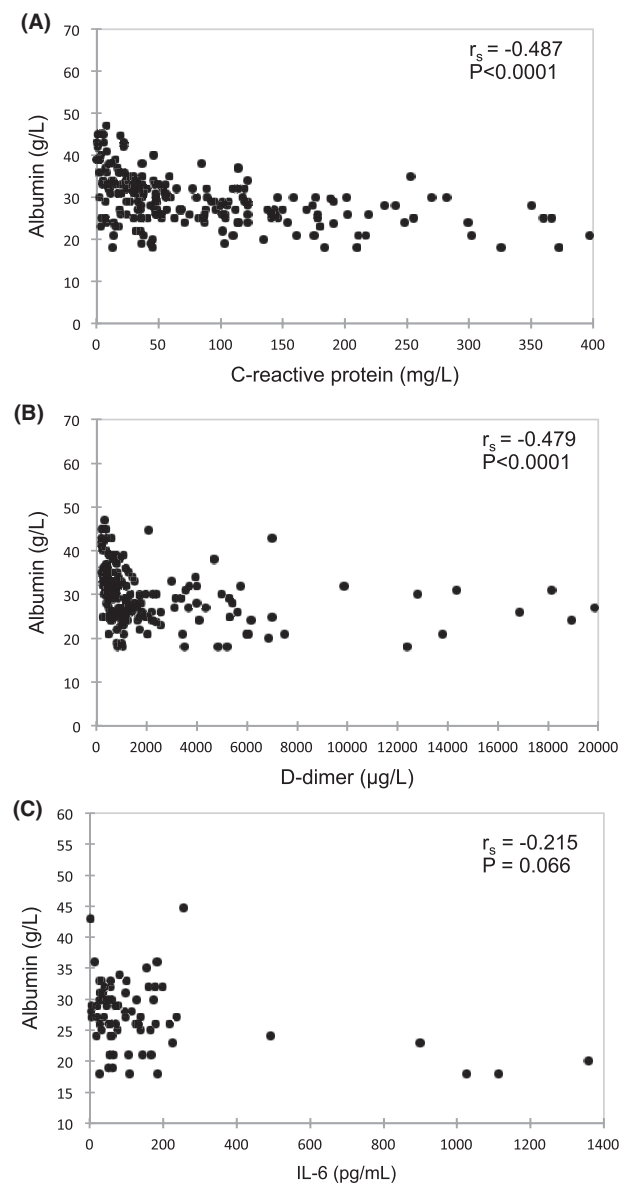 (A)
70
60
50
40
30
20
10
0
Albumin (g/L)
r_s = -0.487
P<0.0001
0 50 100 150 200 250 300 350 400
C-reactive protein (mg/L)
(B)
70
60
50
40
30
20
10
0
Albumin (g/L)
r_s = -0.479
P<0.0001
0 2000 4000 6000 8000 10000 12000 14000 16000 18000 20000
D-dimer (µg/L)
(C)
60
55
50
45
40
35
30
25
20
15
10
Albumin (g/L)
r_s = -0.215
P = 0.066
0 200 400 600 800 1000 1200 1400
IL-6 (pg/mL)